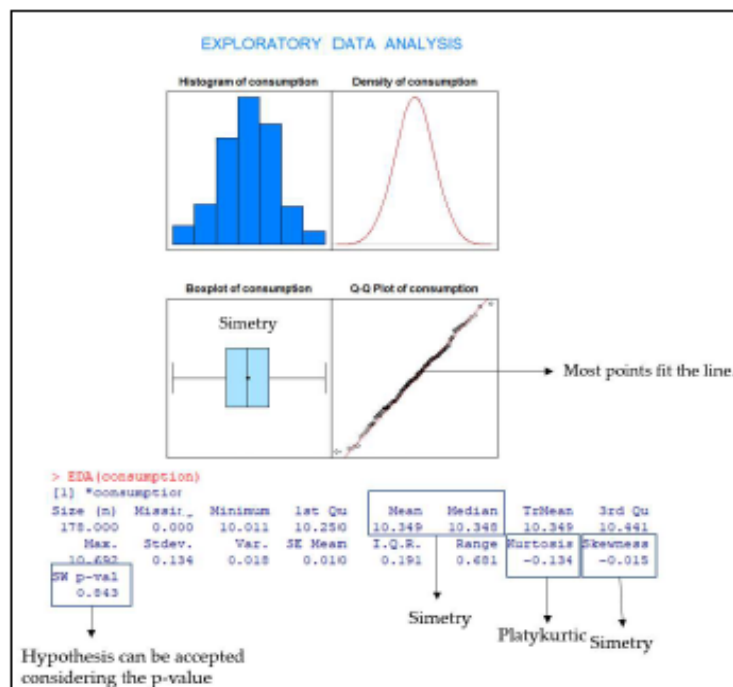 EXPLORATORY DATA ANALYSIS
Histogram of consumption
Density of consumption
Boxplot of consumption
Q-Q Plot of consumption
Simetry
Most points fit the line.
> EDA(consumption)
[1] "consumption
Size (n) Missin_ Minimum 1st Qu Mean Median TrMean 3rd Qu
178.000 0.000 10.011 10.250 10.349 10.348 10.349 10.441
Max. Stdev. Var. SE Mean I.Q.R. Range Kurtosis Skewness
10.692 0.134 0.018 0.010 0.191 0.681 -0.134 -0.015
SW p-val
0.843
Simetry
Platykurtic
Simetry
Hypothesis can be accepted
considering the p-value